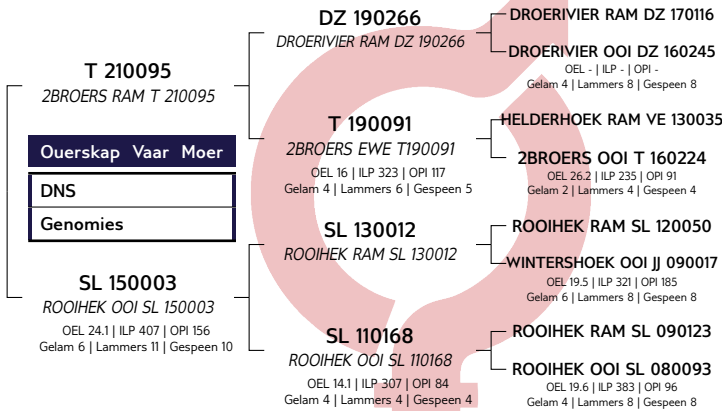 T 210095
2BROERS RAM T 210095
Ouerskap Vaar Moer
DNS
Genomies
SL 150003
ROOIHEK OOI SL 150003
OEL 24.1 | ILP 407 | OPI 156
Gelam 6 | Lammers 11 | Gespeen 10
DZ 190266
DROERIVIER RAM DZ 190266
T 190091
2BROERS EWE T190091
OEL 16 | ILP 323 | OPI 117
Gelam 4 | Lammers 6 | Gespeen 5
SL 130012
ROOIHEK RAM SL 130012
SL 110168
ROOIHEK OOI SL 110168
OEL 14.1 | ILP 307 | OPI 84
Gelam 4 | Lammers 4 | Gespeen 4
DROERIVIER RAM DZ 170116
DROERIVIER OOI DZ 160245
OEL - | ILP - | OPI -
Gelam 4 | Lammers 8 | Gespeen 8
HELDERHOEK RAM VE 130035
2BROERS OOI T 160224
OEL 26.2 | ILP 235 | OPI 91
Gelam 2 | Lammers 4 | Gespeen 4
ROOIHEK RAM SL 120050
WINTERSHOEK OOI JJ 090017
OEL 19.5 | ILP 321 | OPI 185
Gelam 6 | Lammers 8 | Gespeen 8
ROOIHEK RAM SL 090123
ROOIHEK OOI SL 080093
OEL 19.6 | ILP 383 | OPI 96
Gelam 4 | Lammers 8 | Gespeen 8